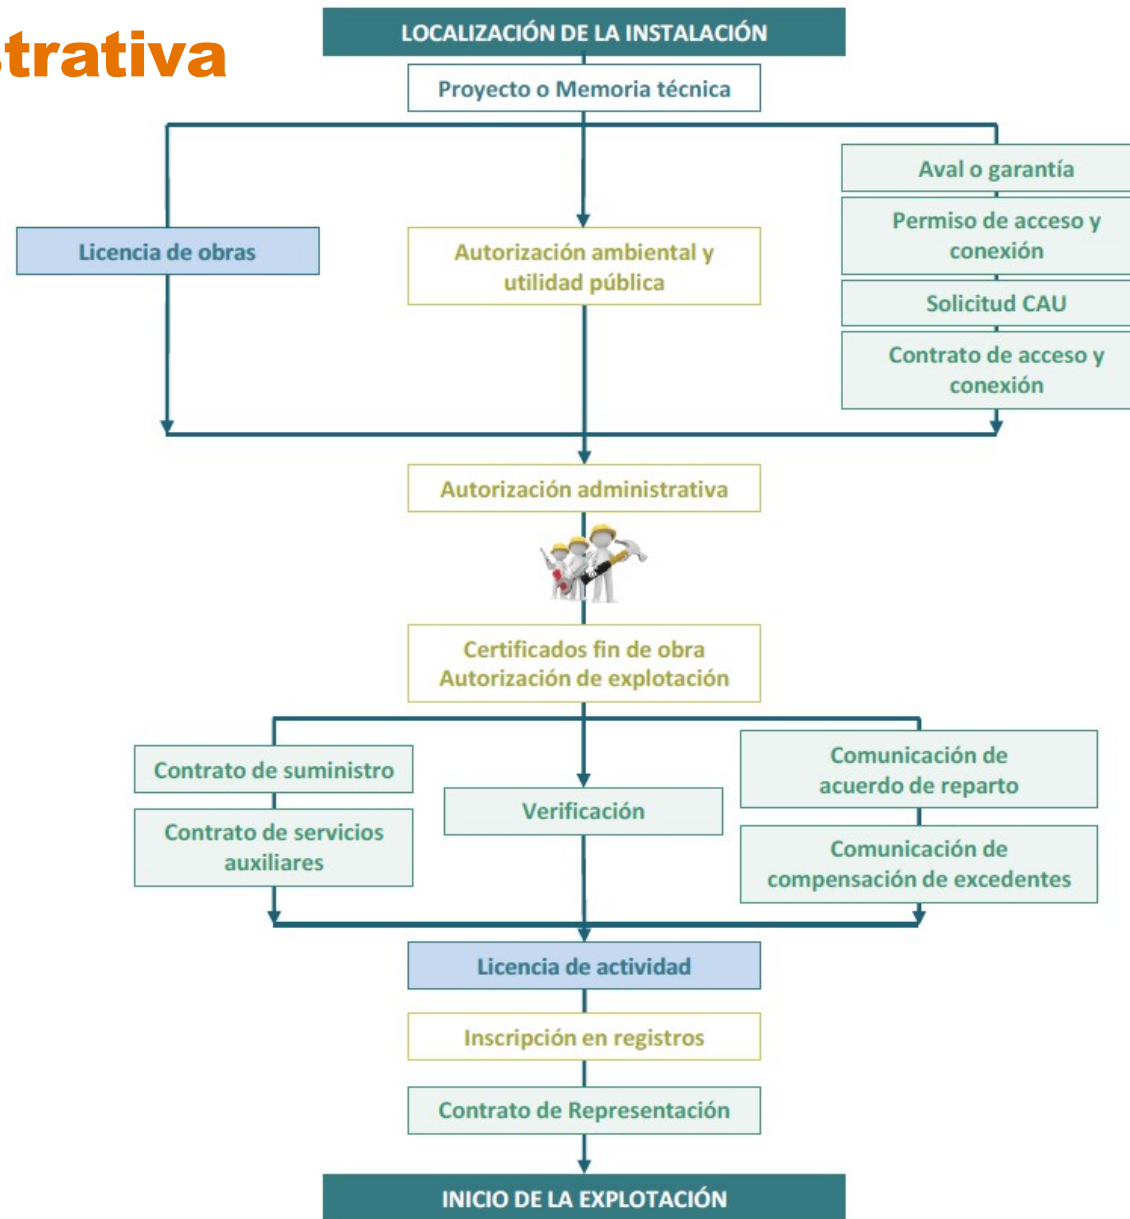 strativa
LOCALIZACIÓN DE LA INSTALACIÓN
Proyecto o Memoria técnica
Licencia de obras
Autorización ambiental y
utilidad pública
Aval o garantía
Permiso de acceso y
conexión
Solicitud CAU
Contrato de acceso y
conexión
Autorización administrativa
Certificados fin de obra
Autorización de explotación
Contrato de suministro
Contrato de servicios
auxiliares
Verificación
Comunicación de
acuerdo de reparto
Comunicación de
compensación de excedentes
Licencia de actividad
Inscripción en registros
Contrato de Representación
INICIO DE LA EXPLOTACIÓN